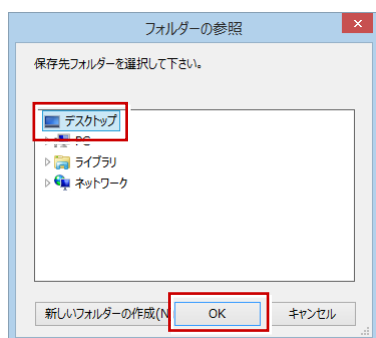 フォルダーの参照
保存先フォルダーを選択して下さい。
デスクトップ
PC
ライブラリ
ネットワーク
新しいフォルダーの作成(N
OK
キャンセル